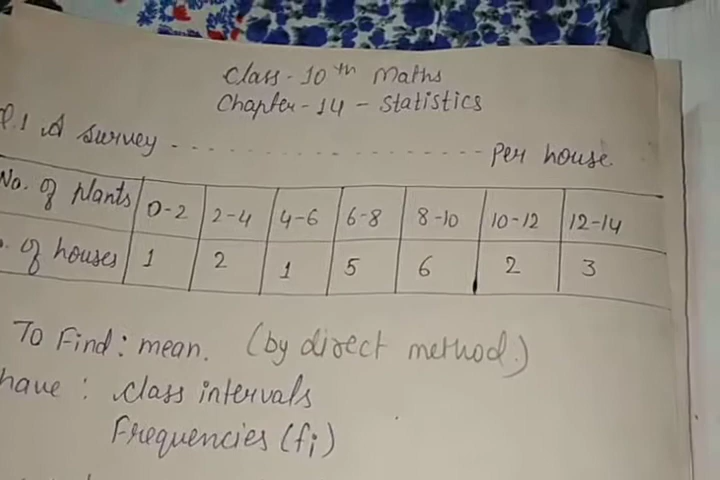 Class-10th Maths
Chapter-14-Statistics
Q.1 A survey - - - - - - - - - - - - - - - - - - Per house.
No. of plants 0-2 2-4 4-6 6-8 8-10 10-12 12-14
. of houses 1 2 1 5 6 2 3
To Find: mean. (by direct method.)
have : class intervals
Frequencies (fi)